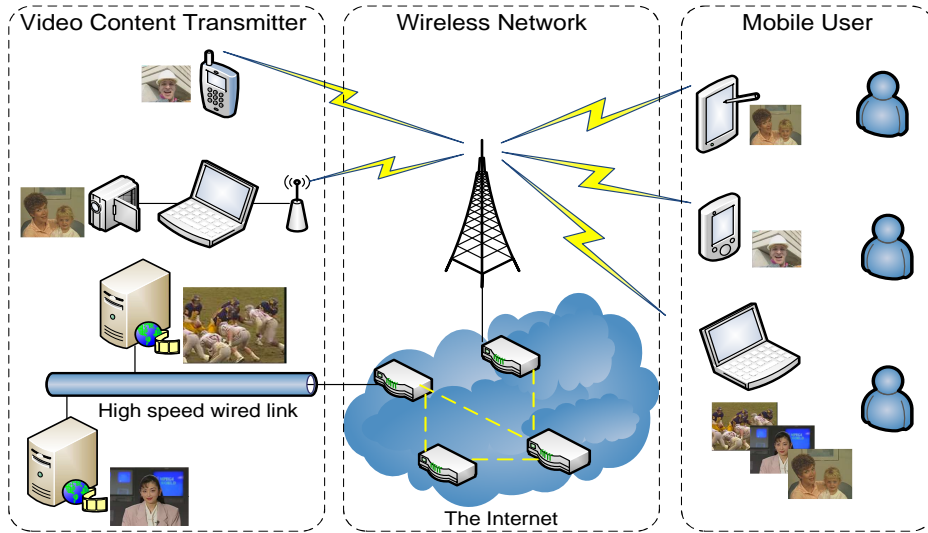 Video Content Transmitter
Wireless Network
Mobile User
High speed wired link
The Internet